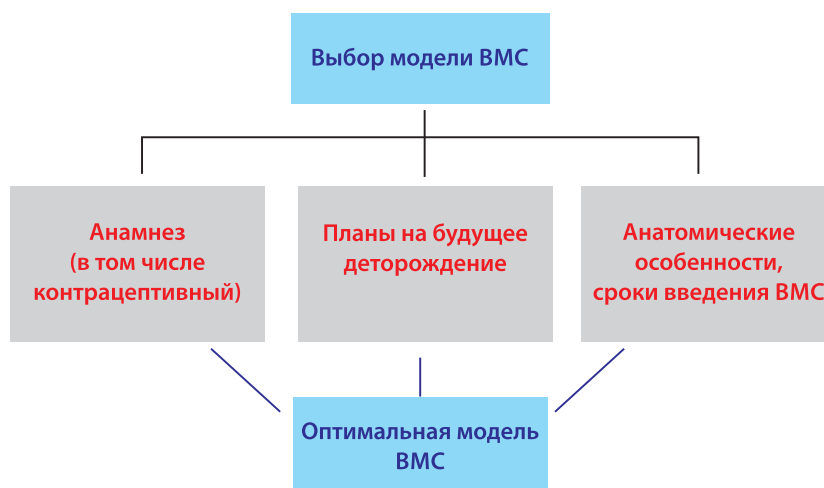 Выбор модели ВМС
Анамнез
(в том числе
контрацептивный)
Планы на будущее
деторождение
Анатомические
особенности,
сроки введения ВМС
Оптимальная модель
ВМС